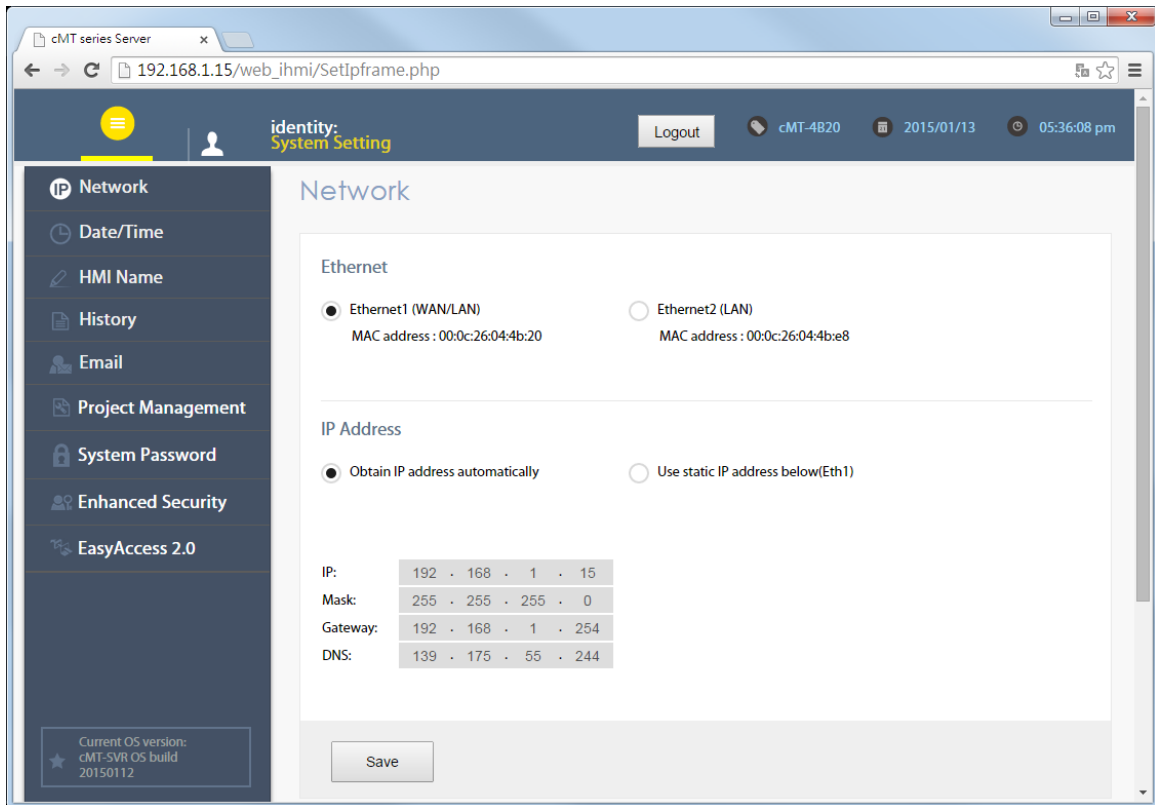 cMT series Server
192.168.1.15/web_ihmi/SetIpframe.php
identity:
System Setting
Logout
cMT-4B20
2015/01/13
05:36:08 pm
IP Network
Date/Time
HMI Name
History
Email
Project Management
System Password
Enhanced Security
EasyAccess 2.0
Current OS version:
cMT-SVR OS build
20150112
Network
Ethernet
Ethernet1 (WAN/LAN)
MAC address : 00:0c:26:04:4b:20
Ethernet2 (LAN)
MAC address : 00:0c:26:04:4b:e8
IP Address
Obtain IP address automatically
Use static IP address below(Eth1)
IP: 192 . 168 . 1 . 15
Mask: 255 . 255 . 255 . 0
Gateway: 192 . 168 . 1 . 254
DNS: 139 . 175 . 55 . 244
Save